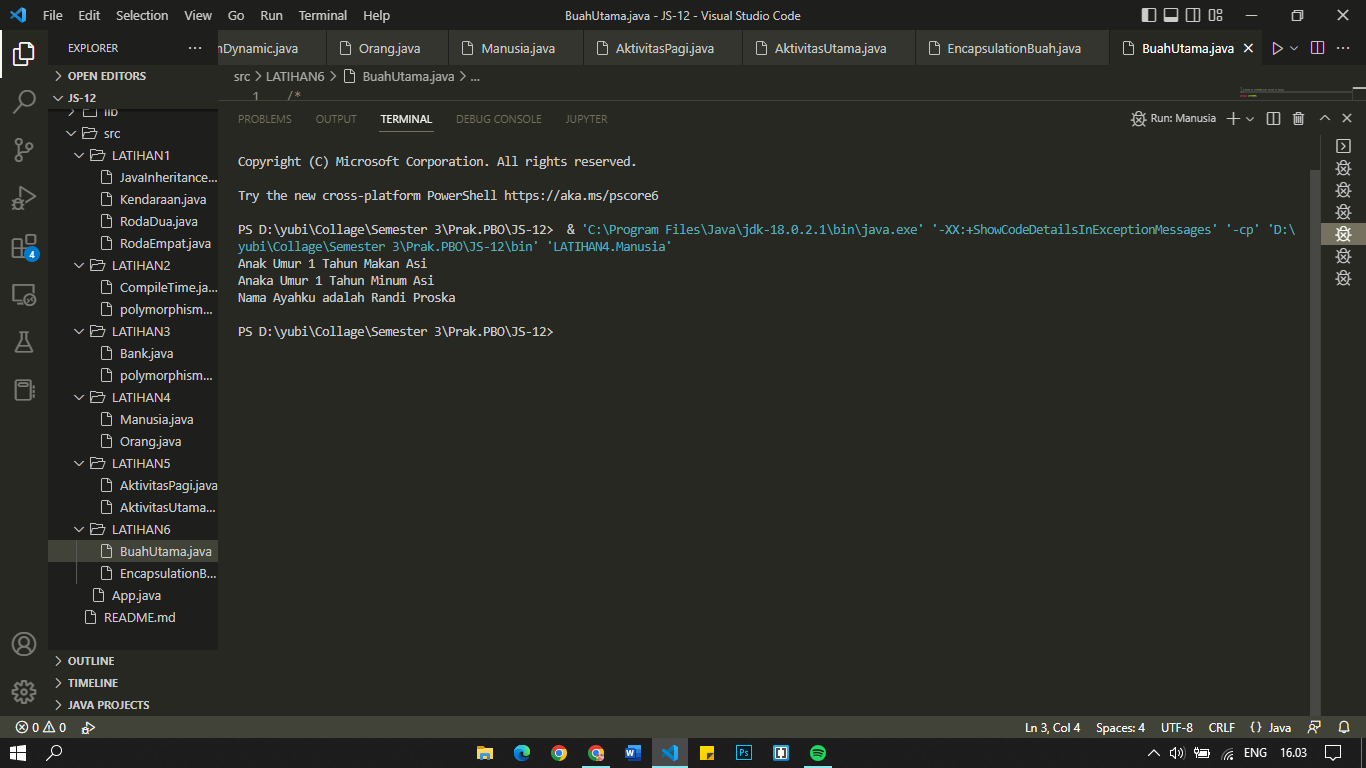 File Edit Selection View Go Run Terminal Help
BuahUtama.java - JS-12 - Visual Studio Code
EXPLORER
nDynamic.java Orang.java Manusia.java AktivitasPagi.java AktivitasUtama.java EncapsulationBuah.java BuahUtama.java
OPEN EDITORS
JS-12
lib
src
LATIHAN1
JavaInheritance...
Kendaraan.java
RodaDua.java
RodaEmpat.java
LATIHAN2
CompileTime.ja...
polymorphism...
LATIHAN3
Bank.java
polymorphism...
LATIHAN4
Manusia.java
Orang.java
LATIHAN5
AktivitasPagi.java
AktivitasUtama...
LATIHAN6
BuahUtama.java
EncapsulationB...
App.java
README.md
OUTLINE
TIMELINE
JAVA PROJECTS
4
src > LATIHAN6 > BuahUtama.java > ...
1 /*
PROBLEMS OUTPUT TERMINAL DEBUG CONSOLE JUPYTER
Run: Manusia
Copyright (C) Microsoft Corporation. All rights reserved.
Try the new cross-platform PowerShell https://aka.ms/pscore6
PS D:\yubi\Collage\Semester 3\Prak.PBO\JS-12>  & 'C:\Program Files\Java\jdk-18.0.2.1\bin\java.exe' '-XX:+ShowCodeDetailsInExceptionMessages' '-cp' 'D:\
yubi\Collage\Semester 3\Prak.PBO\JS-12\bin' 'LATIHAN4.Manusia'
Anak Umur 1 Tahun Makan Asi
Anaka Umur 1 Tahun Minum Asi
Nama Ayahku adalah Randi Proska
PS D:\yubi\Collage\Semester 3\Prak.PBO\JS-12>
0 0
Ln 3, Col 4 Spaces: 4 UTF-8 CRLF {} Java
ENG 16.03